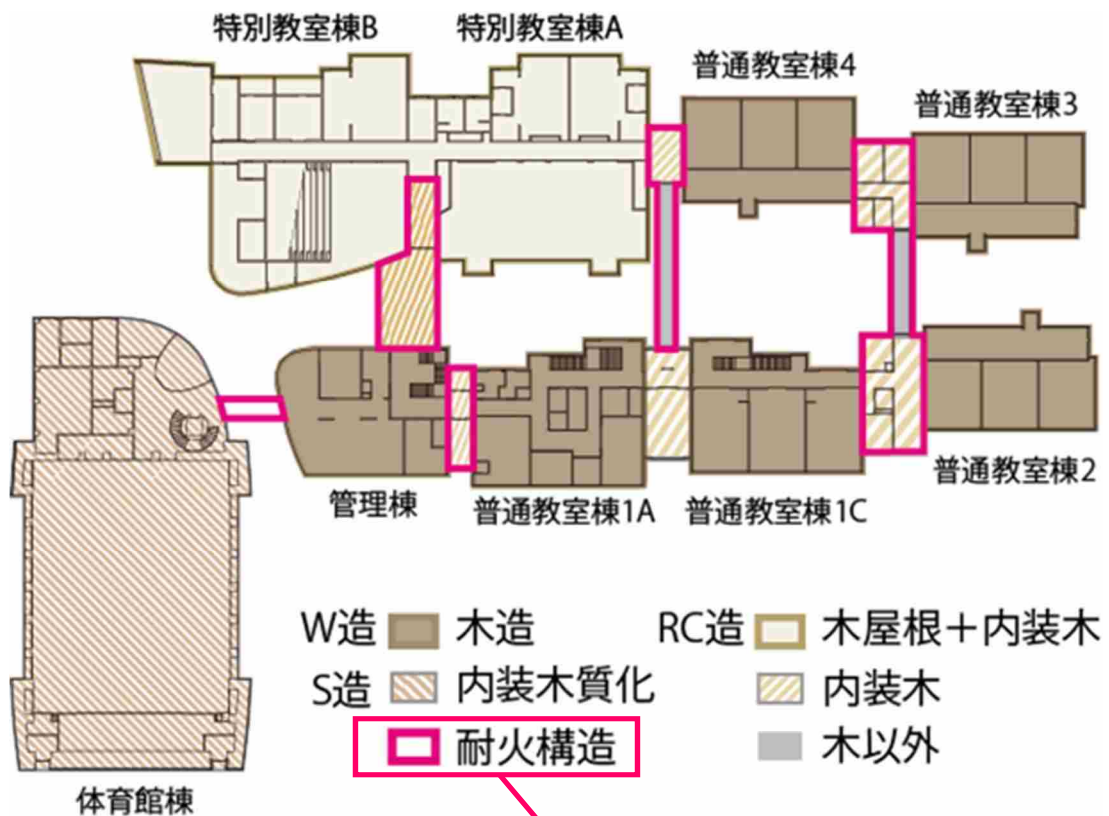 特別教室棟B
特別教室棟A
普通教室棟4
普通教室棟3
管理棟
普通教室棟1A
普通教室棟1C
普通教室棟2
W造 木造
RC造 木屋根＋内装木
S造 内装木質化
内装木
耐火構造
木以外
体育館棟